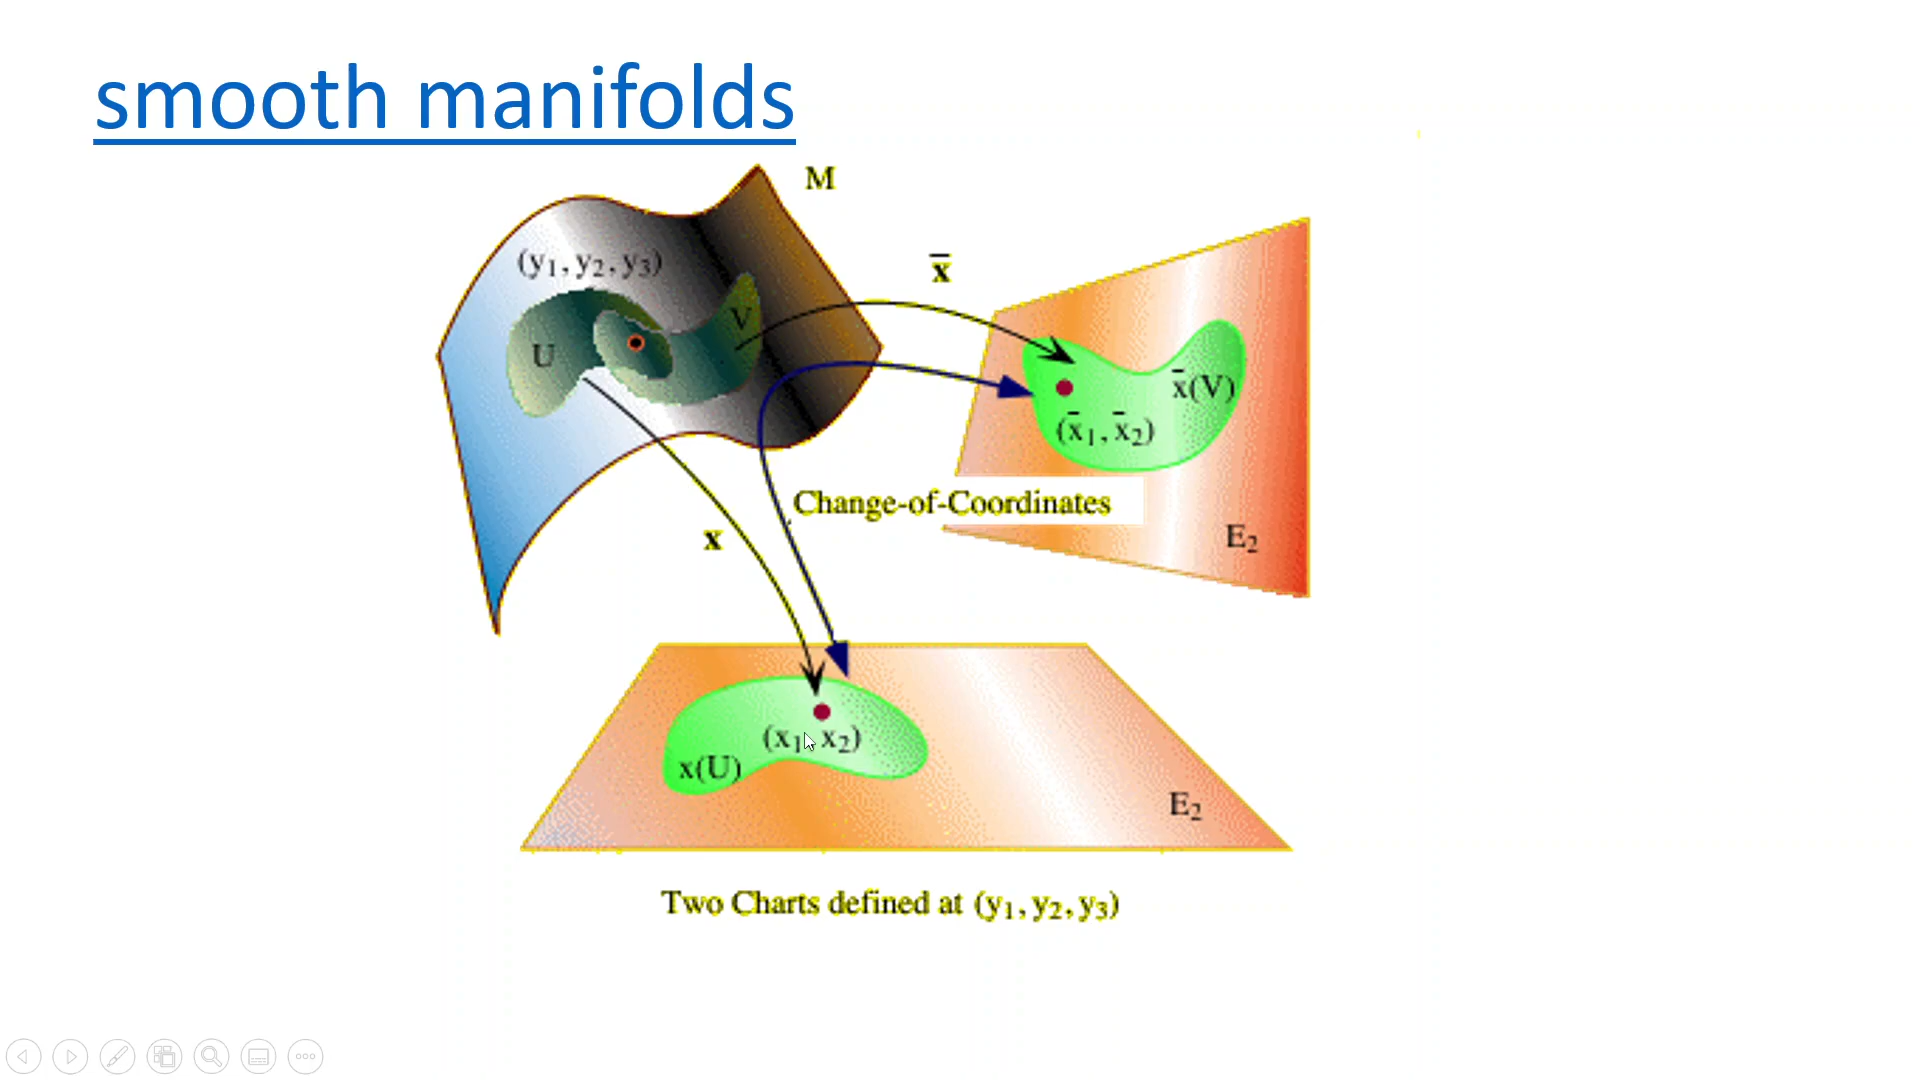 smooth manifolds
M
(y₁, y₂, y₃)
x̄
V
U
x̄(V)
(x̄₁, x̄₂)
Change-of-Coordinates
x
E₂
(x₁, x₂)
x(U)
E₂
Two Charts defined at (y₁, y₂, y₃)